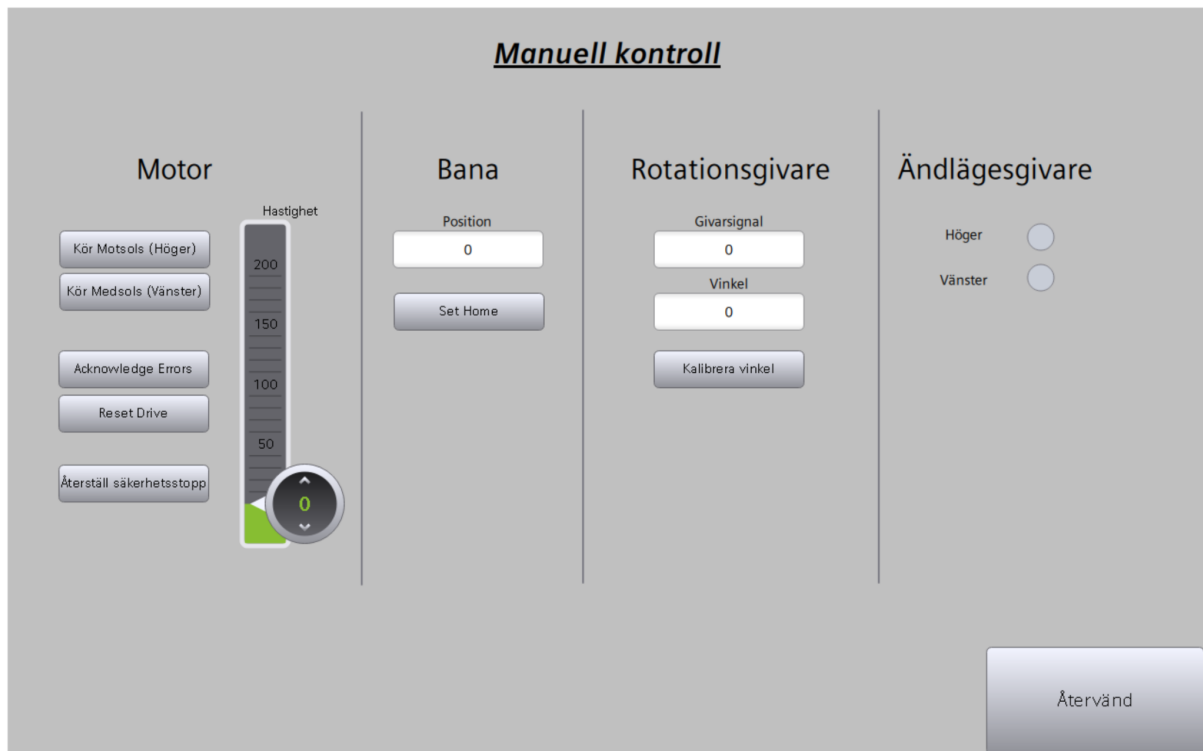 Manuell kontroll
Motor
Hastighet
Kör Motsols (Höger)
Kör Medsols (Vänster)
Acknowledge Errors
Reset Drive
Återställ säkerhetsstopp
200
150
100
50
0
Bana
Position
0
Set Home
Rotationsgivare
Givarsignal
0
Vinkel
0
Kalibrera vinkel
Ändlägesgivare
Höger
Vänster
Återvänd